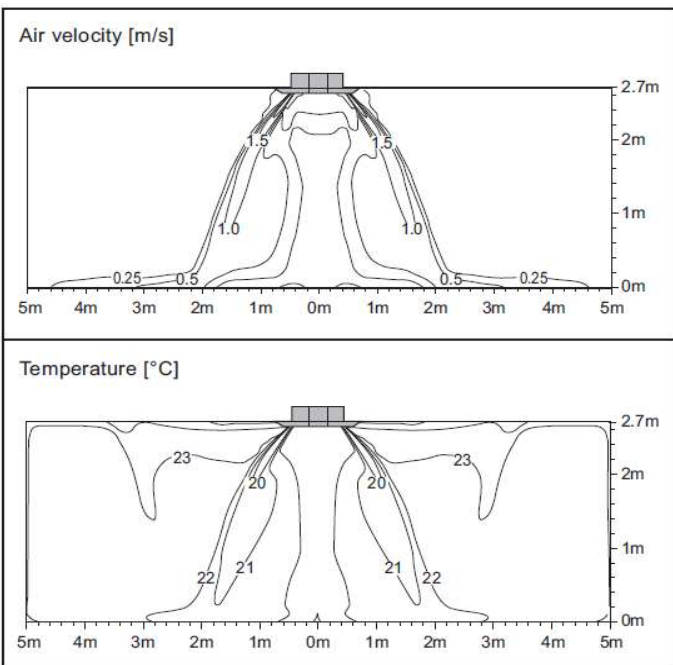 Air velocity [m/s]
2.7m
1.5 1.5 2m
1.0 1.0 1m
0.25 0.5 0.5 0.25 0m
5m 4m 3m 2m 1m 0m 1m 2m 3m 4m 5m
Temperature [°C]
2.7m
23 23 2m
20 20
21 21 1m
22 22
0m
5m 4m 3m 2m 1m 0m 1m 2m 3m 4m 5m